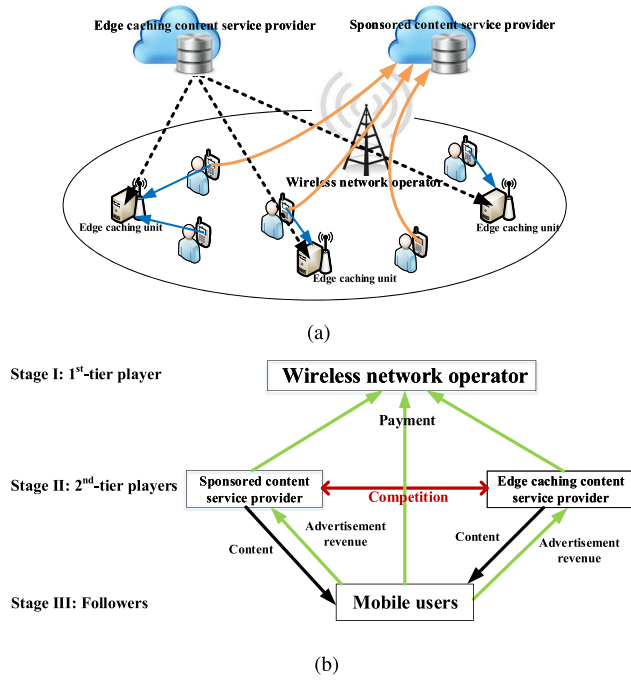 Edge caching content service provider
Sponsored content service provider
Wireless network operator
Edge caching unit
Edge caching unit
Edge caching unit
(a)
Stage I: 1st-tier player
Wireless network operator
Payment
Stage II: 2nd-tier players
Sponsored content
service provider
Competition
Edge caching content
service provider
Content
Advertisement
revenue
Content
Advertisement
revenue
Stage III: Followers
Mobile users
(b)